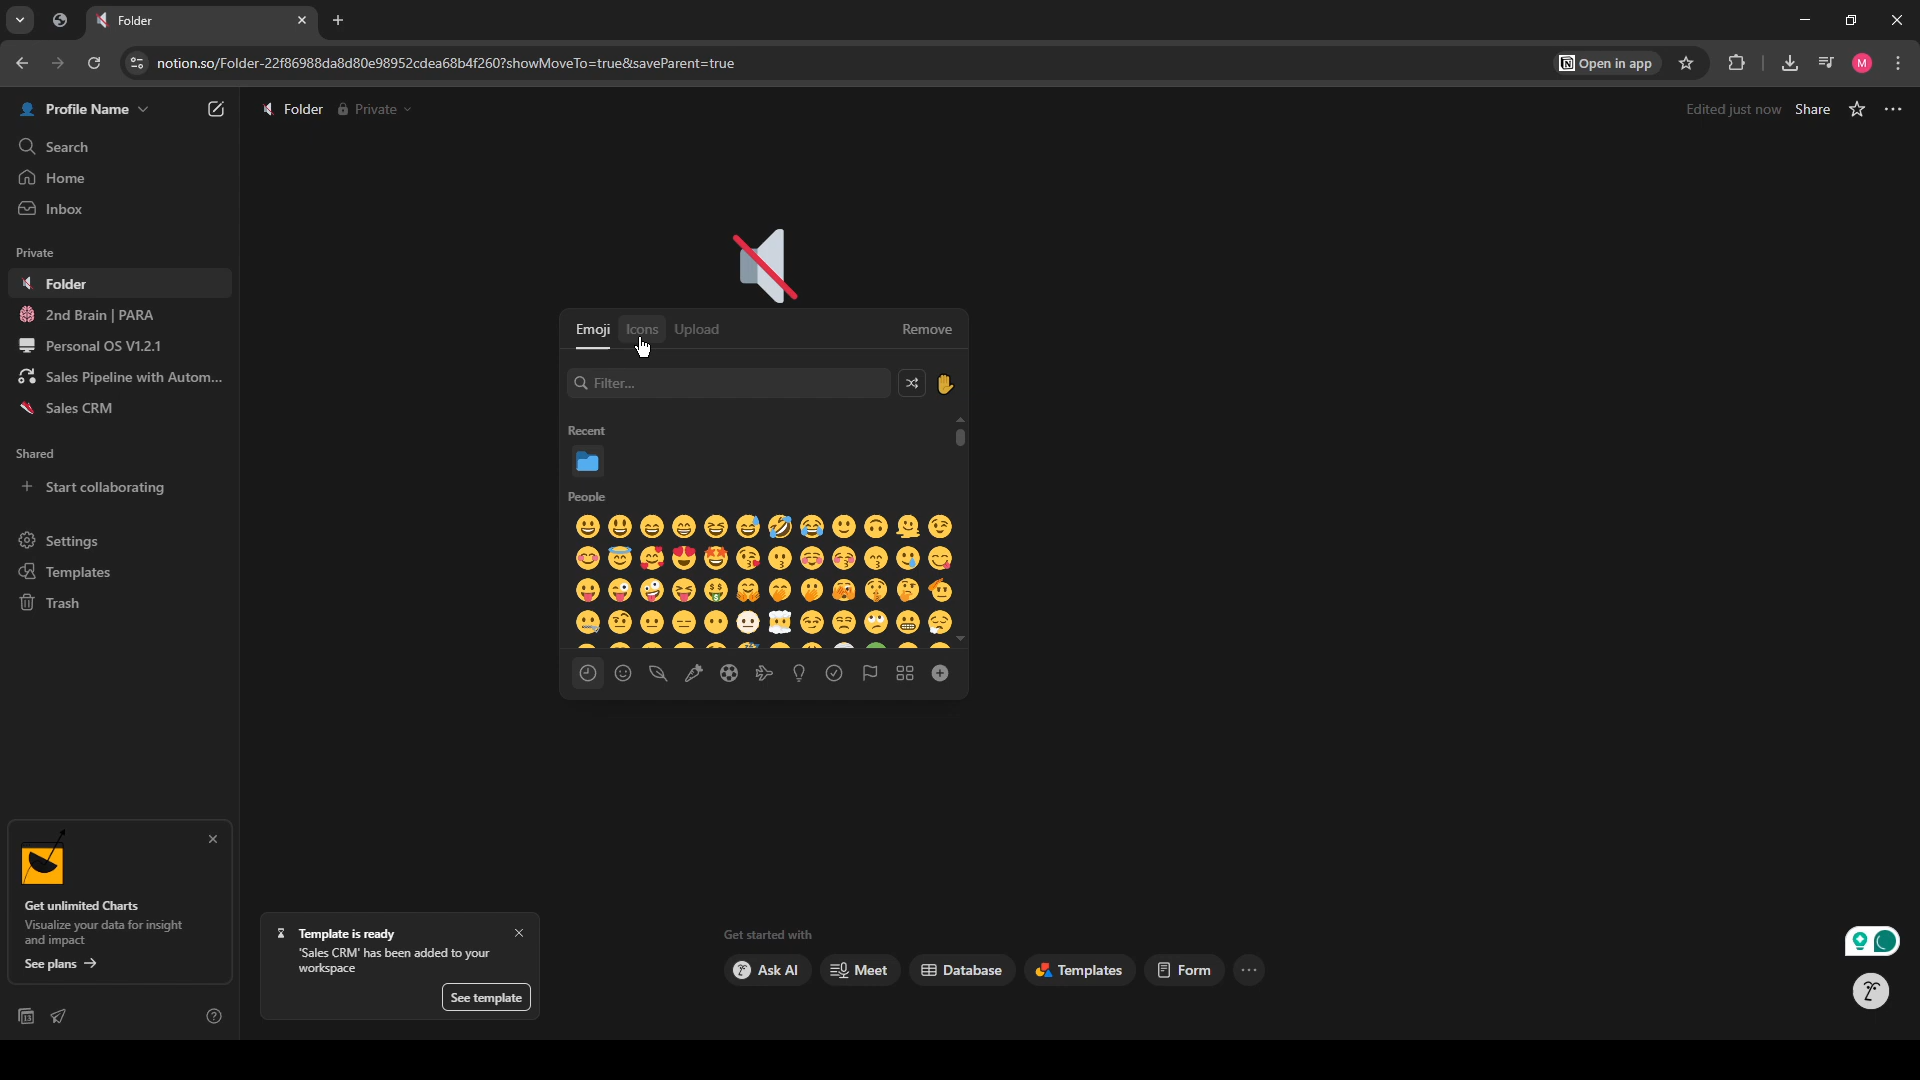 Folder
notion.so/Folder-22f86988da8d80e98952cdea68b4f260?showMoveTo=true&saveParent=true
Open in app
M
Profile Name
Folder
Private
Edited just now
Share
Search
Home
Inbox
Private
Folder
2nd Brain | PARA
Personal OS V1.2.1
Sales Pipeline with Autom...
Sales CRM
Shared
Start collaborating
Settings
Templates
Trash
Emoji
Icons
Upload
Remove
Filter...
Recent
People
Get unlimited Charts
Visualize your data for insight
and impact
See plans
Template is ready
'Sales CRM' has been added to your
workspace
See template
Get started with
Ask AI
Meet
Database
Templates
Form
13